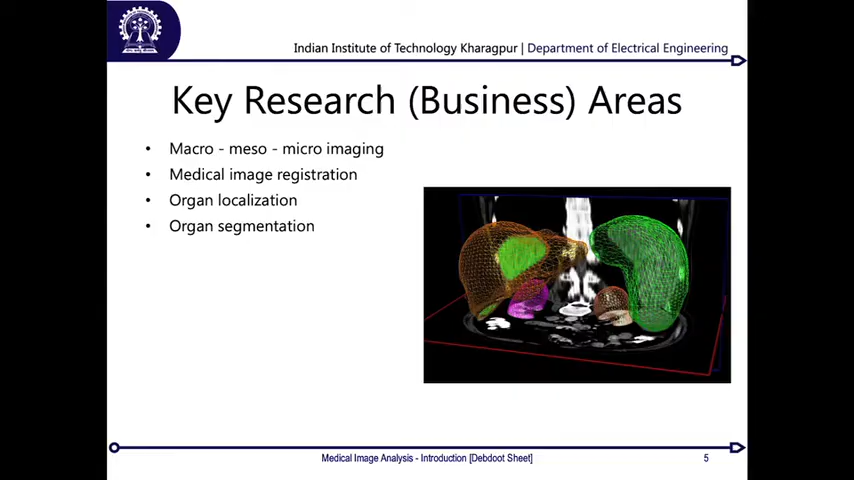 Indian Institute of Technology Kharagpur | Department of Electrical Engineering
Key Research (Business) Areas
• Macro - meso - micro imaging
• Medical image registration
• Organ localization
• Organ segmentation
Medical Image Analysis - Introduction [Debdoot Sheet]
5